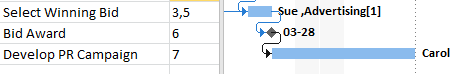 Select Winning Bid 3,5 Sue ,Advertising[1]
Bid Award 6 03-28
Develop PR Campaign 7 Carol